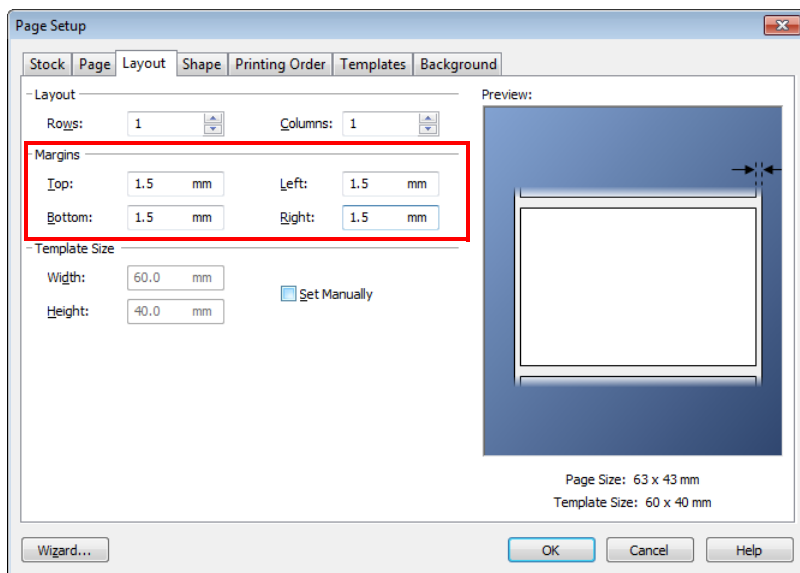 Page Setup
Stock Page Layout Shape Printing Order Templates Background
Layout Preview:
Rows: 1 Columns: 1
Margins
Top: 1.5 mm Left: 1.5 mm
Bottom: 1.5 mm Right: 1.5 mm
Template Size
Width: 60.0 mm
Set Manually
Height: 40.0 mm
Page Size: 63 x 43 mm
Template Size: 60 x 40 mm
Wizard... OK Cancel Help